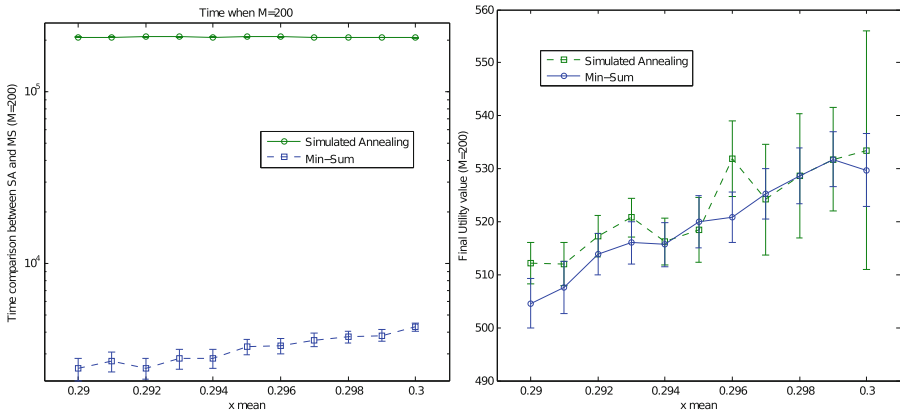 Time when M=200
Time comparison between SA and MS (M=200)
10^5
10^4
Simulated Annealing
Min-Sum
0.29 0.292 0.294 0.296 0.298 0.3
x mean
Final Utility value (M=200)
560
550
540
530
520
510
500
490
Simulated Annealing
Min-Sum
0.29 0.292 0.294 0.296 0.298 0.3
x mean